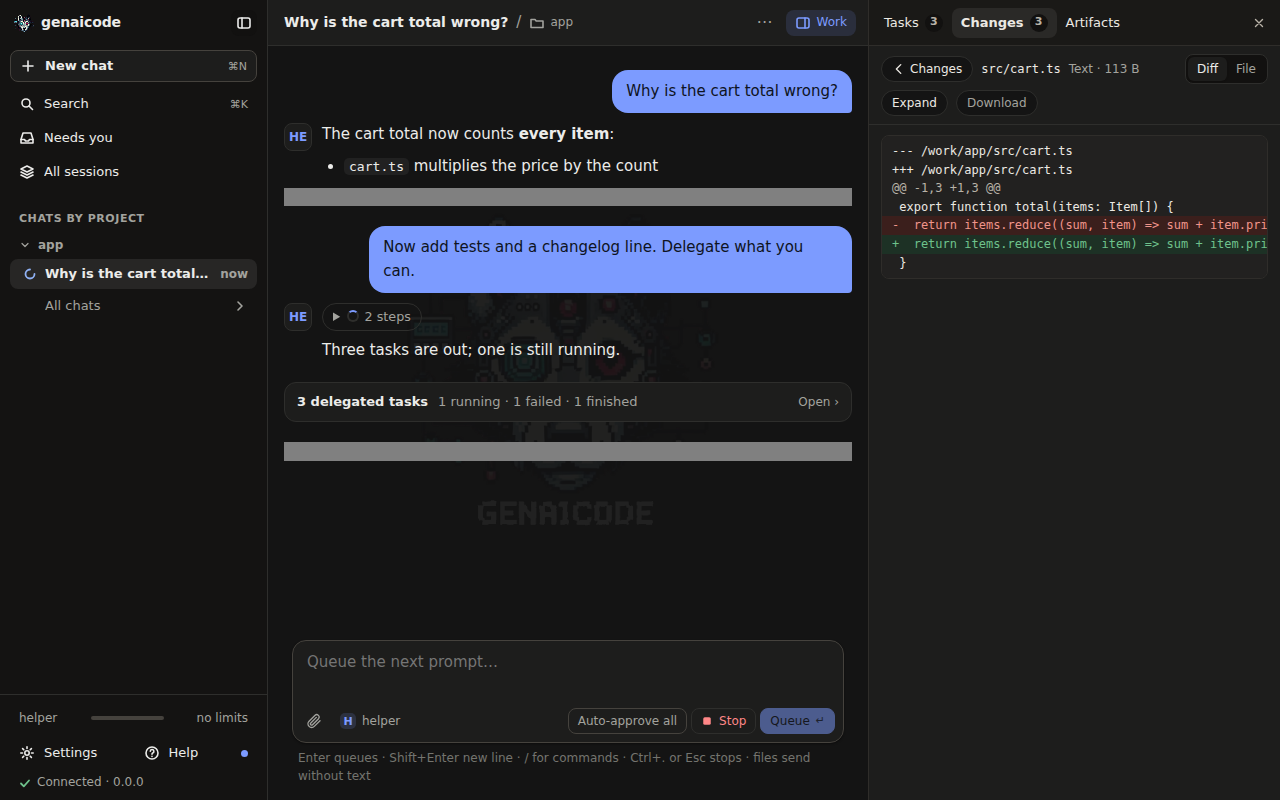 genaicode
New chat ⌘N
Search ⌘K
Needs you
All sessions
CHATS BY PROJECT
app
Why is the cart total... now
All chats
helper no limits
Settings Help
Connected · 0.0.0
Why is the cart total wrong? / app
··· Work
Why is the cart total wrong?
HE The cart total now counts every item:
• cart.ts multiplies the price by the count
Now add tests and a changelog line. Delegate what you
can.
HE 2 steps
Three tasks are out; one is still running.
3 delegated tasks 1 running · 1 failed · 1 finished Open ›
GENAICODE
Queue the next prompt...
H helper Auto-approve all Stop Queue ↵
Enter queues · Shift+Enter new line · / for commands · Ctrl+. or Esc stops · files send
without text
Tasks 3 Changes 3 Artifacts
Changes src/cart.ts Text · 113 B Diff File
Expand Download
--- /work/app/src/cart.ts
+++ /work/app/src/cart.ts
@@ -1,3 +1,3 @@
export function total(items: Item[]) {
- return items.reduce((sum, item) => sum + item.pri
+ return items.reduce((sum, item) => sum + item.pri
}